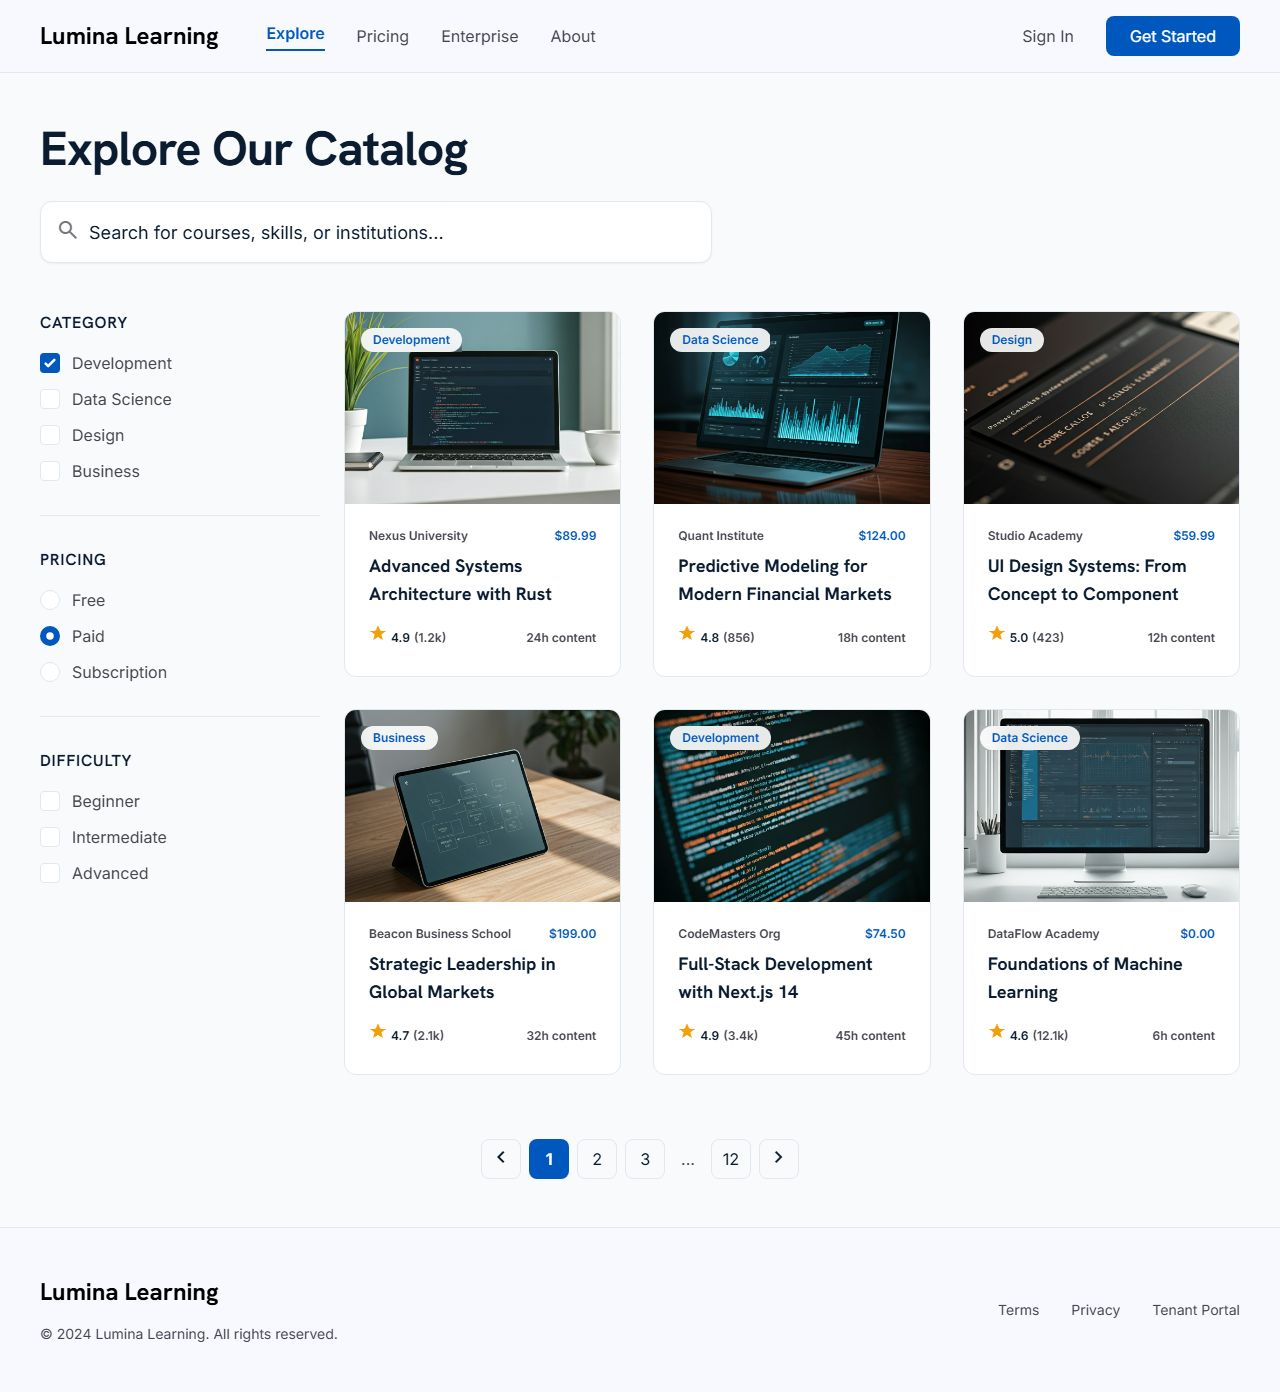 Lumina Learning
Explore
Pricing
Enterprise
About
Sign In
Get Started
Explore Our Catalog
Search for courses, skills, or institutions...
CATEGORY
Development
Data Science
Design
Business
PRICING
Free
Paid
Subscription
DIFFICULTY
Beginner
Intermediate
Advanced
Development
Nexus University
$89.99
Advanced Systems
Architecture with Rust
4.9 (1.2k)
24h content
Data Science
Quant Institute
$124.00
Predictive Modeling for
Modern Financial Markets
4.8 (856)
18h content
Design
Studio Academy
$59.99
UI Design Systems: From
Concept to Component
5.0 (423)
12h content
Business
Beacon Business School
$199.00
Strategic Leadership in
Global Markets
4.7 (2.1k)
32h content
Development
CodeMasters Org
$74.50
Full-Stack Development
with Next.js 14
4.9 (3.4k)
45h content
Data Science
DataFlow Academy
$0.00
Foundations of Machine
Learning
4.6 (12.1k)
6h content
1
2
3
...
12
Lumina Learning
© 2024 Lumina Learning. All rights reserved.
Terms
Privacy
Tenant Portal